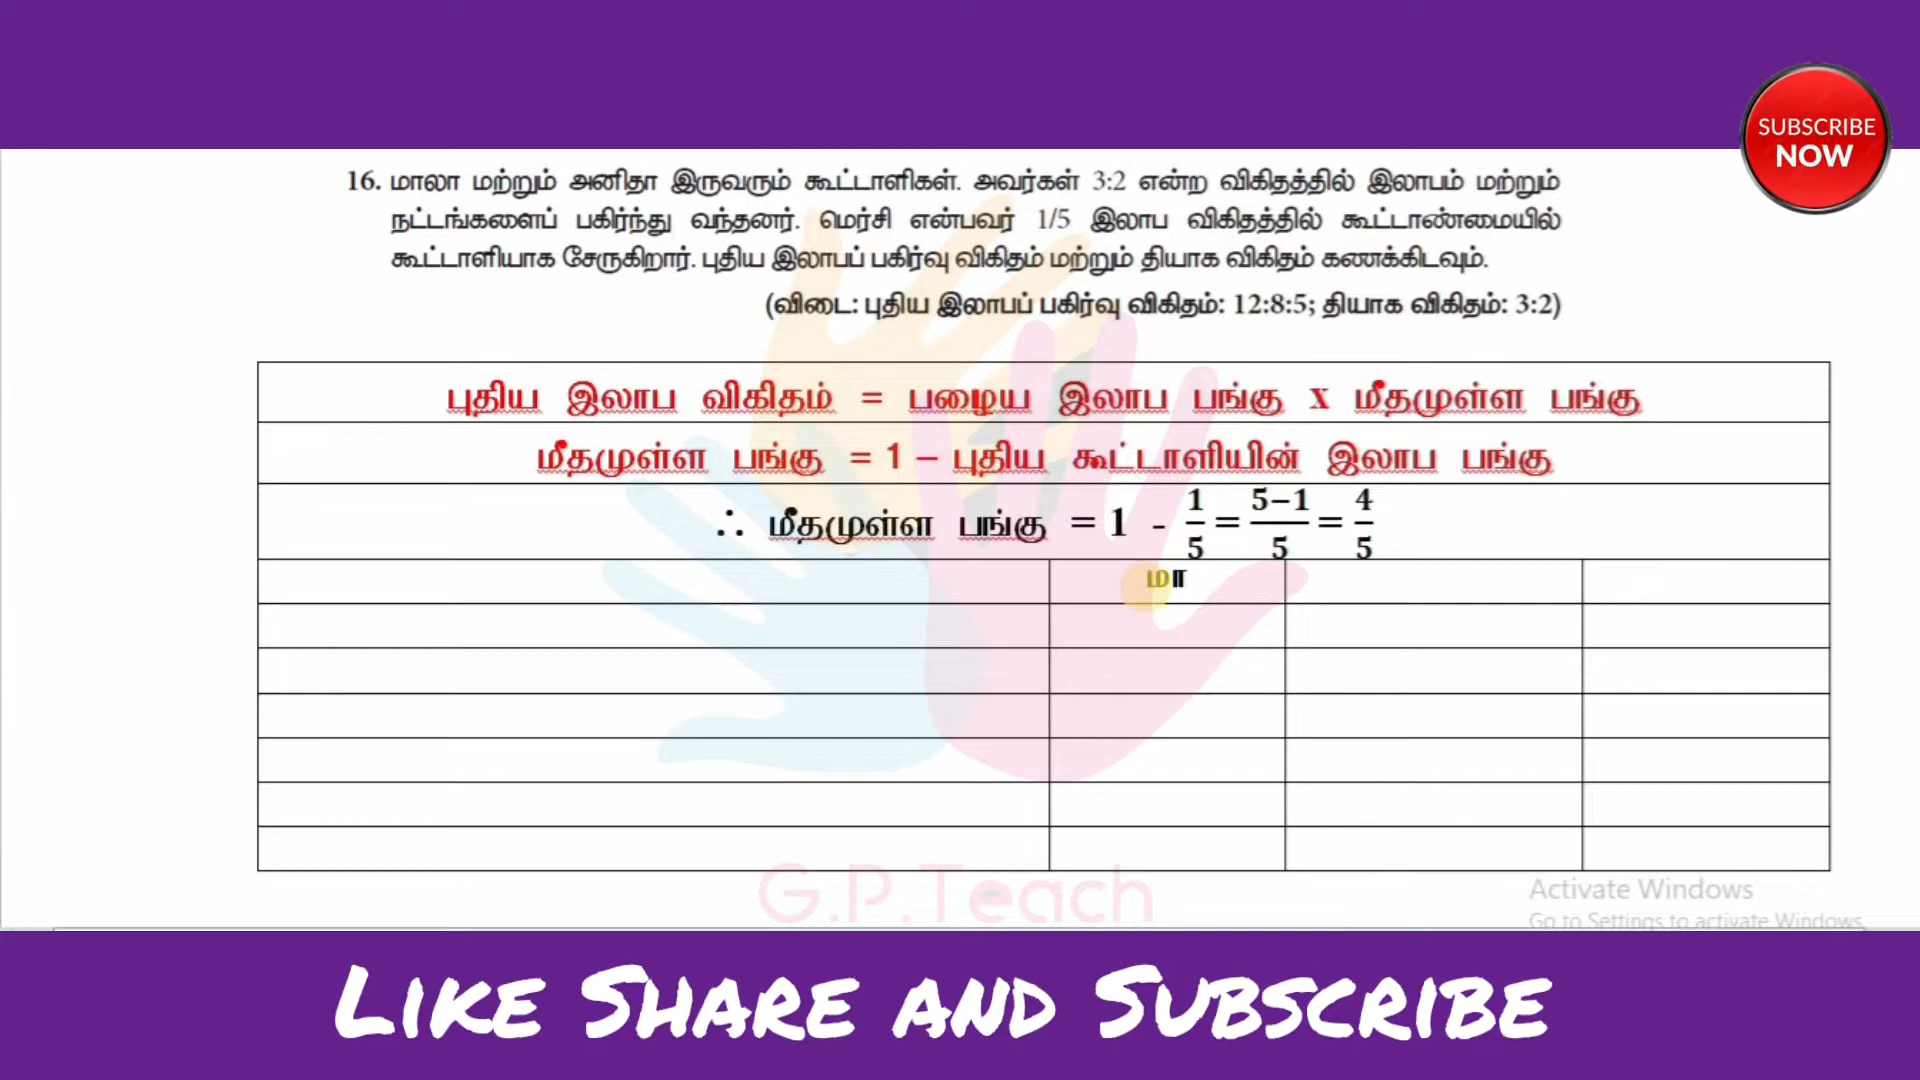 SUBSCRIBE
NOW
16. மாலா மற்றும் அனிதா இருவரும் கூட்டாளிகள். அவர்கள் 3:2 என்ற விகிதத்தில் இலாபம் மற்றும்
நட்டங்களைப் பகிர்ந்து வந்தனர். மெர்சி என்பவர் 1/5 இலாப விகிதத்தில் கூட்டாண்மையில்
கூட்டாளியாக சேருகிறார். புதிய இலாபப் பகிர்வு விகிதம் மற்றும் தியாக விகிதம் கணக்கிடவும்.
(விடை: புதிய இலாபப் பகிர்வு விகிதம்: 12:8:5; தியாக விகிதம்: 3:2)
புதிய இலாப விகிதம் = பழைய இலாப பங்கு x மீதமுள்ள பங்கு
மீதமுள்ள பங்கு = 1 – புதிய கூட்டாளியின் இலாப பங்கு
∴ மீதமுள்ள பங்கு = 1 - 1/5 = 5−1/5 = 4/5
மா
G.P.Teach
Activate Windows
Go to Settings to activate Windows.
LIKE SHARE AND SUBSCRIBE